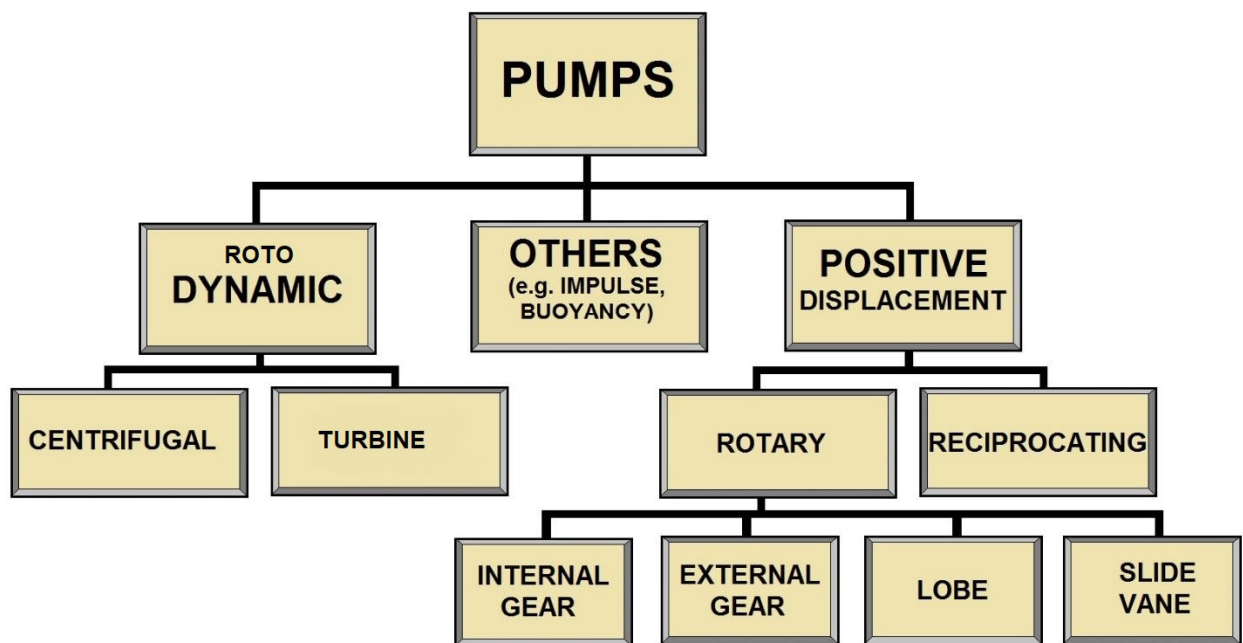 PUMPS
ROTO
DYNAMIC
OTHERS
(e.g. IMPULSE,
BUOYANCY)
POSITIVE
DISPLACEMENT
CENTRIFUGAL
TURBINE
ROTARY
RECIPROCATING
INTERNAL
GEAR
EXTERNAL
GEAR
LOBE
SLIDE
VANE